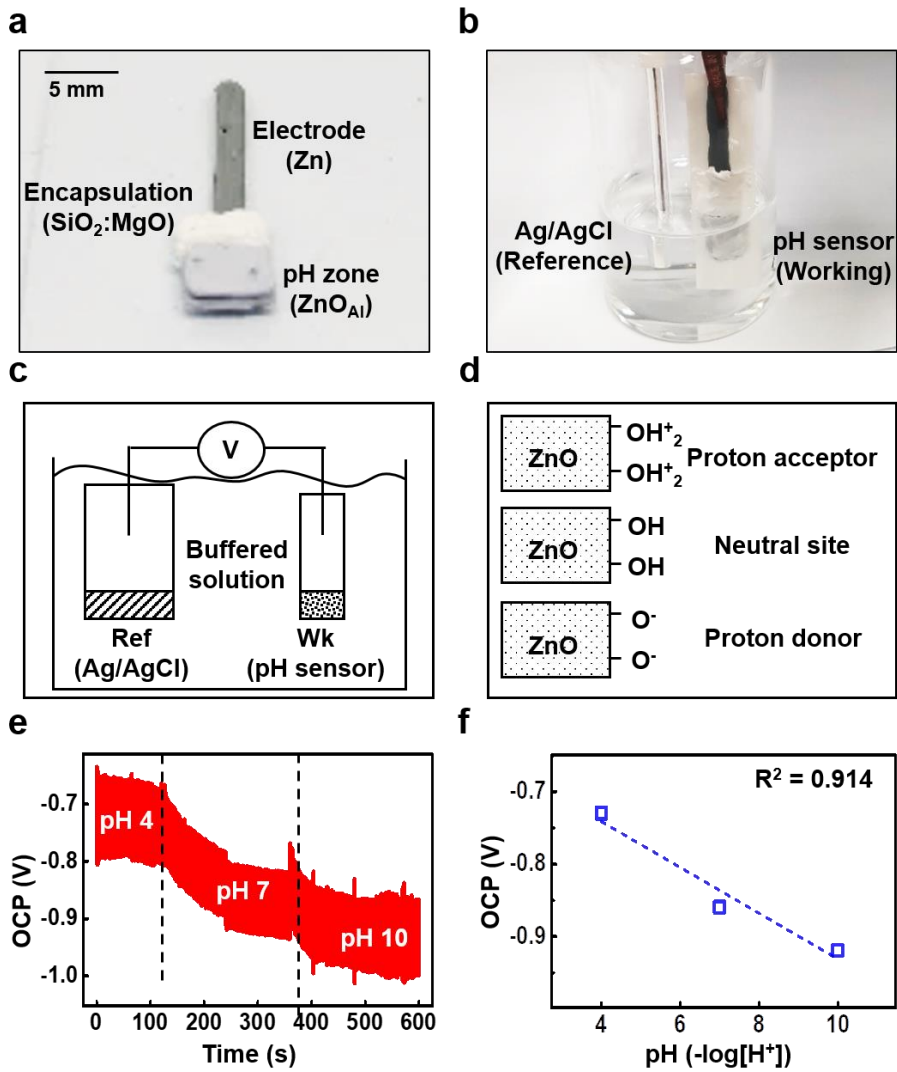 a
5 mm
Electrode
(Zn)
Encapsulation
(SiO₂:MgO)
pH zone
(ZnO_Al)
b
Ag/AgCl
(Reference)
pH sensor
(Working)
c
V
Buffered
solution
Ref
(Ag/AgCl)
Wk
(pH sensor)
d
ZnO
OH⁺₂
OH⁺₂
Proton acceptor
ZnO
OH
OH
Neutral site
ZnO
O⁻
O⁻
Proton donor
e
OCP (V)
-0.7
-0.8
-0.9
-1.0
pH 4
pH 7
pH 10
0 100 200 300 400 500 600
Time (s)
f
R² = 0.914
OCP (V)
-0.7
-0.8
-0.9
4 6 8 10
pH (-log[H⁺])